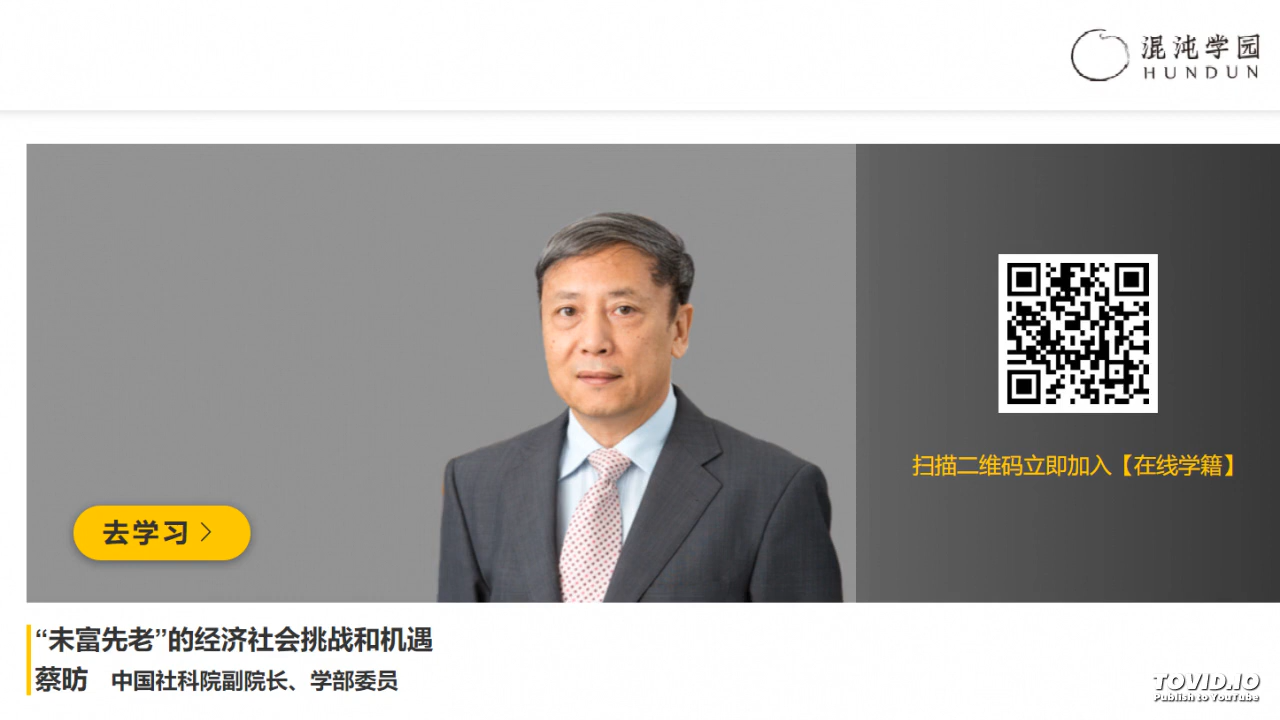 混沌学园
HUNDUN
扫描二维码立即加入【在线学籍】
去学习
“未富先老”的经济社会挑战和机遇
蔡昉 中国社科院副院长、学部委员
TOVID.IO
Publish to YouTube